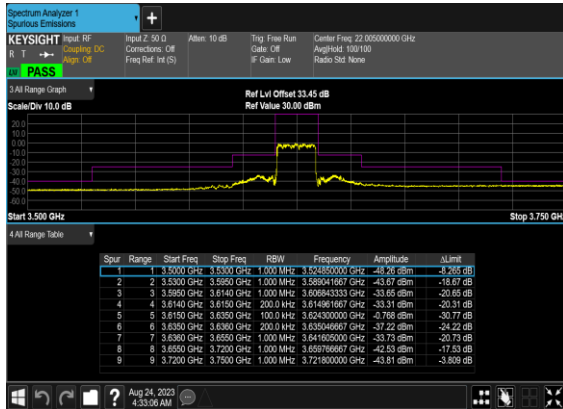 Spectrum Analyzer 1
Spurious Emissions
KEYSIGHT Input: RF Input Z: 50 Ω Atten: 10 dB Trig: Free Run Center Freq: 22.005000000 GHz
R T Coupling: DC Corrections: Off Gate: Off Avg|Hold: 100/100
Align: Off Freq Ref: Int (S) IF Gain: Low Radio Std: None
PASS
3 All Range Graph Ref Lvl Offset 33.45 dB
Scale/Div 10.0 dB Ref Value 30.00 dBm
20.0
10.0
0.00
-10.0
-20.0
-30.0
-40.0
-50.0
-60.0
Start 3.500 GHz Stop 3.750 GH
4 All Range Table
Spur Range Start Freq Stop Freq RBW Frequency Amplitude ΔLimit
1 1 3.5000 GHz 3.5300 GHz 1.000 MHz 3.524850000 GHz -48.26 dBm -8.265 dB
2 2 3.5300 GHz 3.5950 GHz 1.000 MHz 3.589041667 GHz -43.67 dBm -18.67 dB
3 3 3.5950 GHz 3.6140 GHz 1.000 MHz 3.606843333 GHz -33.65 dBm -20.65 dB
4 4 3.6140 GHz 3.6150 GHz 200.0 kHz 3.614961667 GHz -33.31 dBm -20.31 dB
5 5 3.6150 GHz 3.6350 GHz 100.0 kHz 3.624300000 GHz -0.768 dBm -30.77 dB
6 6 3.6350 GHz 3.6360 GHz 200.0 kHz 3.635046667 GHz -37.22 dBm -24.22 dB
7 7 3.6360 GHz 3.6550 GHz 1.000 MHz 3.641605000 GHz -33.73 dBm -20.73 dB
8 8 3.6550 GHz 3.7200 GHz 1.000 MHz 3.659766667 GHz -42.53 dBm -17.53 dB
9 9 3.7200 GHz 3.7500 GHz 1.000 MHz 3.721800000 GHz -43.81 dBm -3.809 dB
Aug 24, 2023
4:33:06 AM